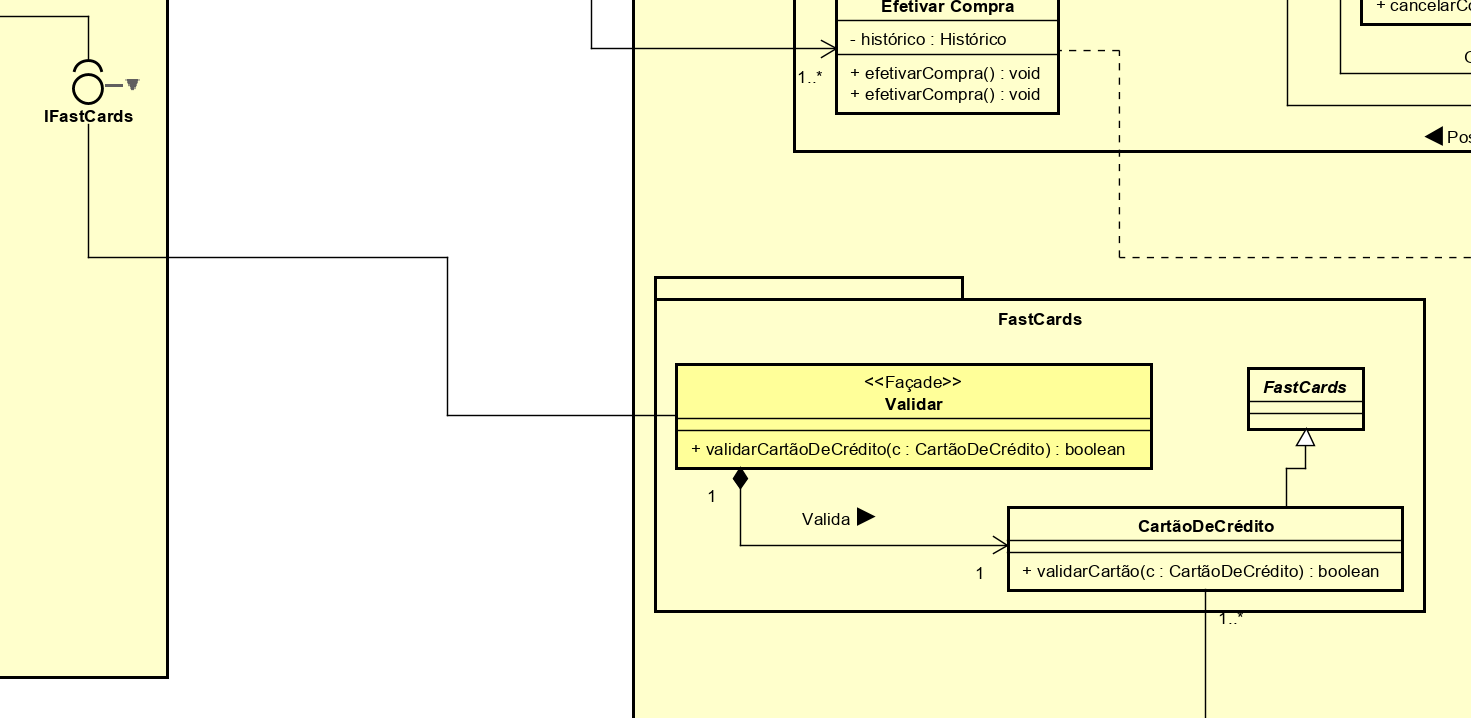 Efetivar Compra
- histórico : Histórico
+ efetivarCompra() : void
+ efetivarCompra() : void
1..*
+ cancelarCo
C
Pos
IFastCards
FastCards
<<Façade>>
Validar
+ validarCartãoDeCrédito(c : CartãoDeCrédito) : boolean
FastCards
1
Valida
1
CartãoDeCrédito
+ validarCartão(c : CartãoDeCrédito) : boolean
1..*